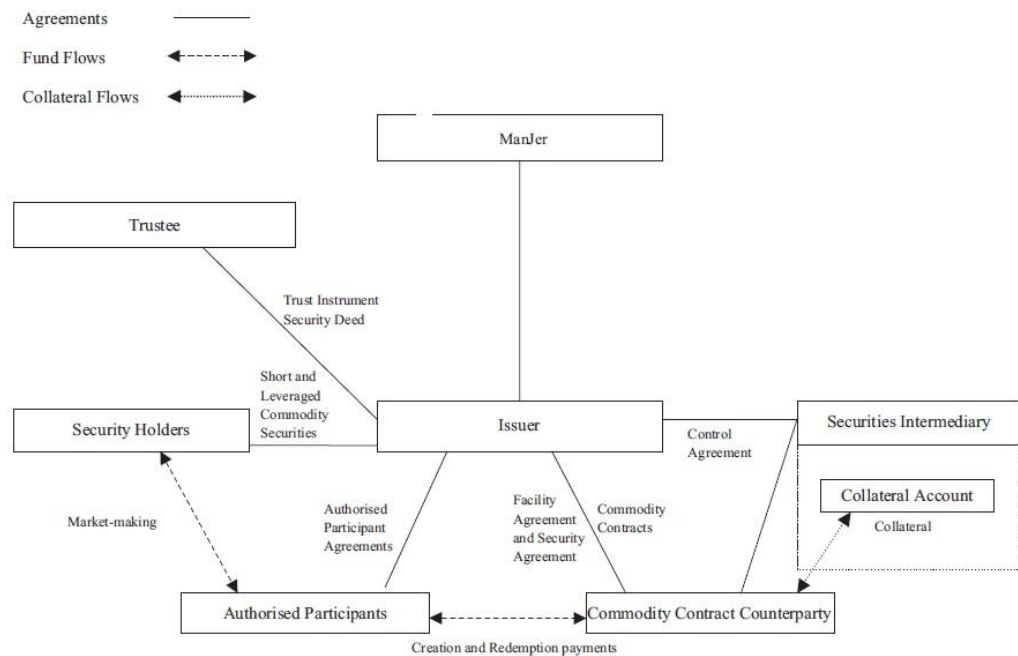 Agreements
Fund Flows
Collateral Flows
ManJer
Trustee
Trust Instrument
Security Deed
Short and
Leveraged
Commodity
Securities
Security Holders
Issuer
Securities Intermediary
Control
Agreement
Collateral Account
Collateral
Market-making
Authorised
Participant
Agreements
Facility
Agreement
and Security
Agreement
Commodity
Contracts
Authorised Participants
Commodity Contract Counterparty
Creation and Redemption payments